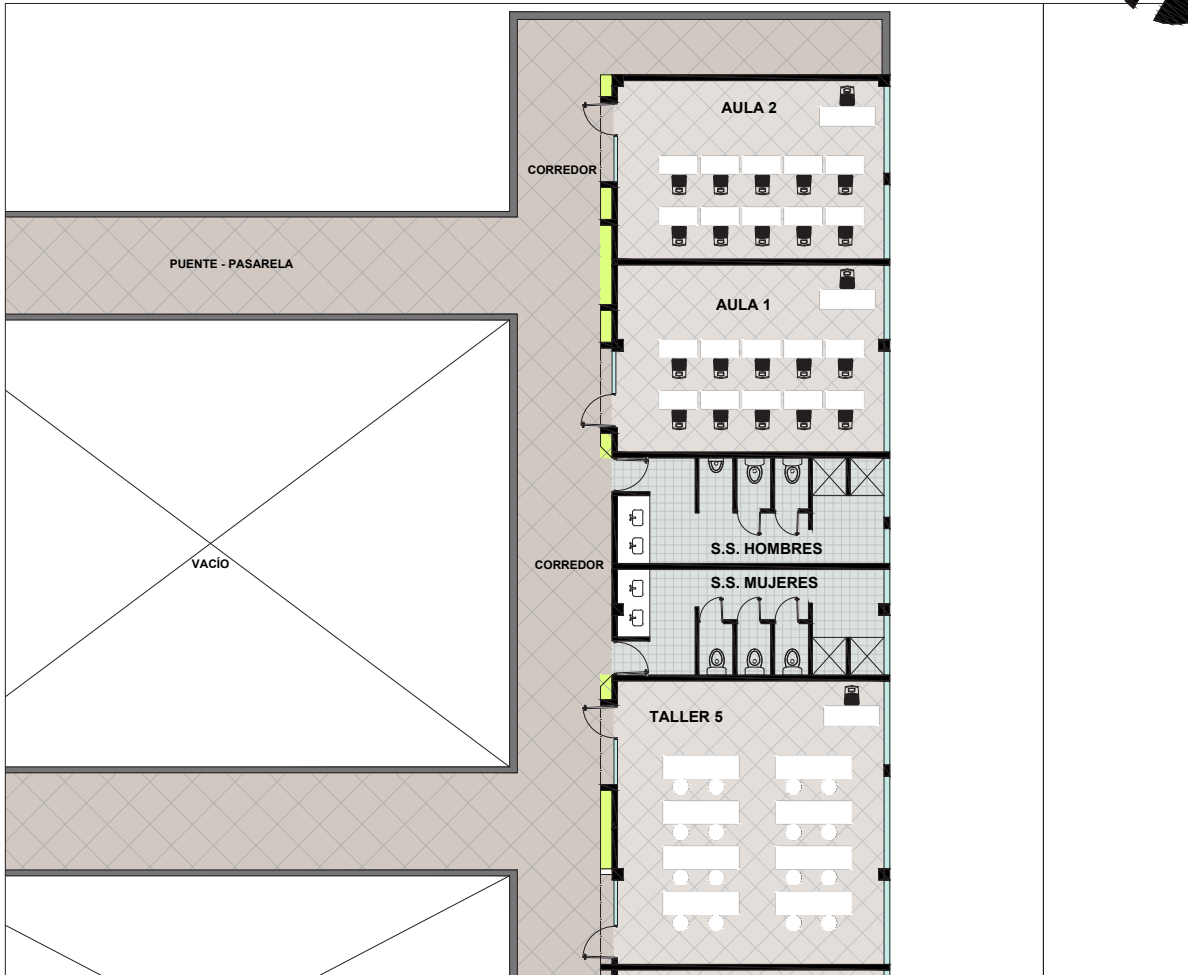 AULA 2
CORREDOR
PUENTE - PASARELA
AULA 1
S.S. HOMBRES
VACÍO
CORREDOR
S.S. MUJERES
TALLER 5